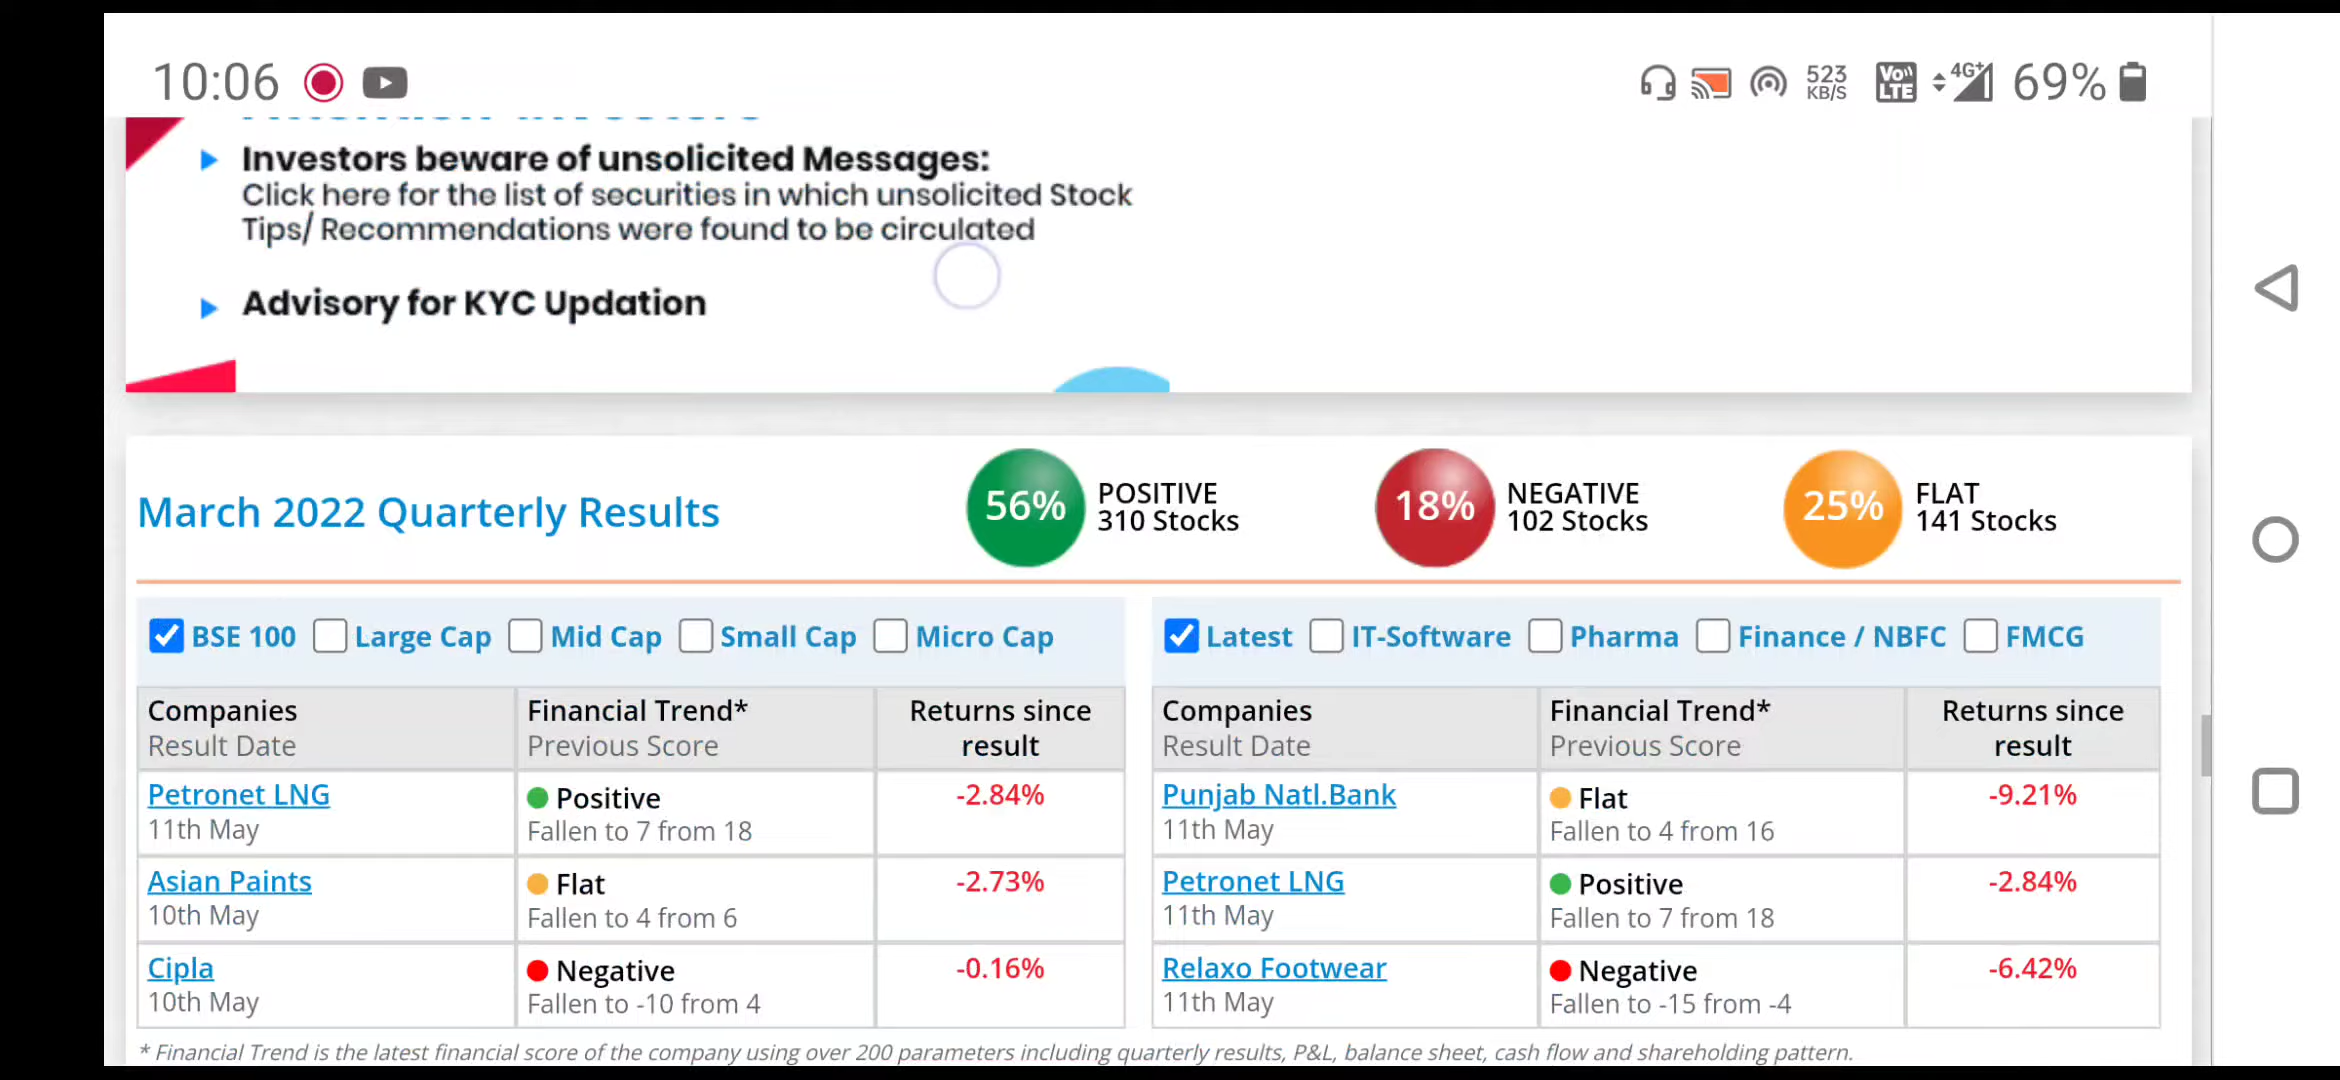 10:06
523
KB/S
Vo))
LTE
4G+
69%
Investors beware of unsolicited Messages:
Click here for the list of securities in which unsolicited Stock
Tips/ Recommendations were found to be circulated
Advisory for KYC Updation
March 2022 Quarterly Results
56%
POSITIVE
310 Stocks
18%
NEGATIVE
102 Stocks
25%
FLAT
141 Stocks
BSE 100 Large Cap Mid Cap Small Cap Micro Cap
Companies
Result Date
Financial Trend*
Previous Score
Returns since
result
Petronet LNG
11th May
Positive
Fallen to 7 from 18
-2.84%
Asian Paints
10th May
Flat
Fallen to 4 from 6
-2.73%
Cipla
10th May
Negative
Fallen to -10 from 4
-0.16%
Latest IT-Software Pharma Finance / NBFC FMCG
Companies
Result Date
Financial Trend*
Previous Score
Returns since
result
Punjab Natl.Bank
11th May
Flat
Fallen to 4 from 16
-9.21%
Petronet LNG
11th May
Positive
Fallen to 7 from 18
-2.84%
Relaxo Footwear
11th May
Negative
Fallen to -15 from -4
-6.42%
* Financial Trend is the latest financial score of the company using over 200 parameters including quarterly results, P&L, balance sheet, cash flow and shareholding pattern.